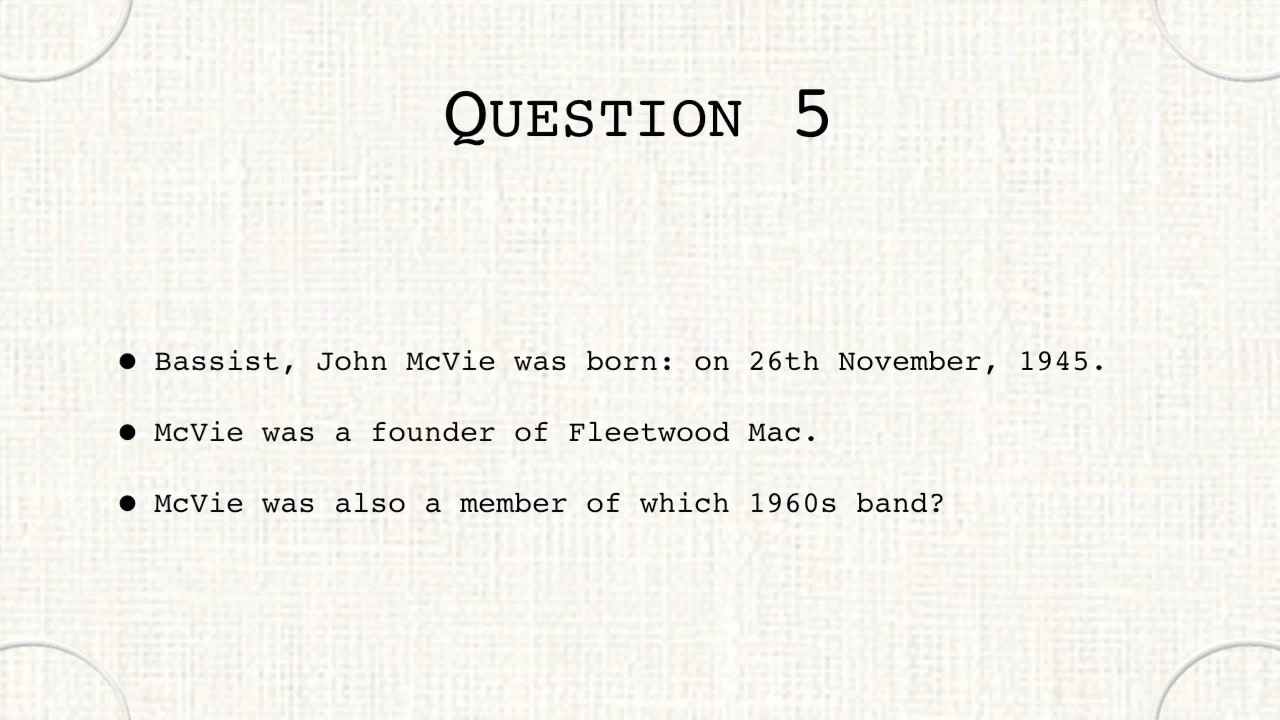 Question 5
● Bassist, John McVie was born: on 26th November, 1945.
● McVie was a founder of Fleetwood Mac.
● McVie was also a member of which 1960s band?